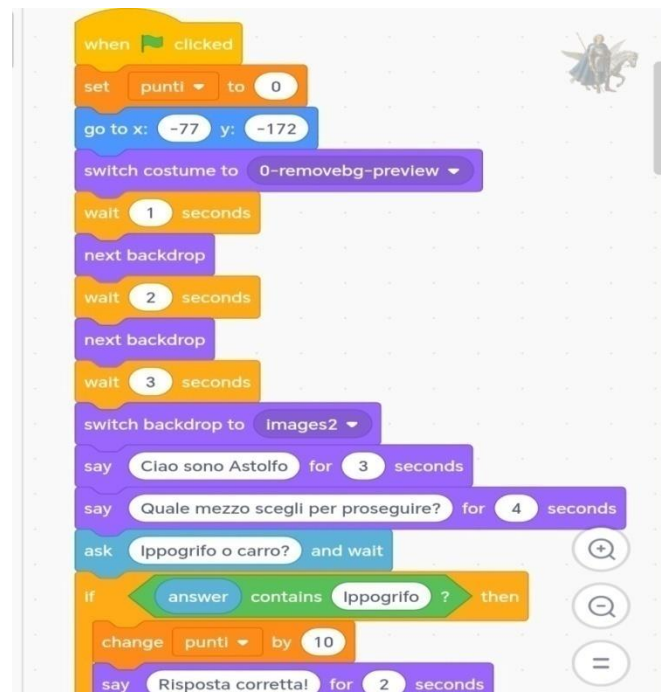 when clicked
set punti to 0
go to x: -77 y: -172
switch costume to 0-removebg-preview
wait 1 seconds
next backdrop
wait 2 seconds
next backdrop
wait 3 seconds
switch backdrop to images2
say Ciao sono Astolfo for 3 seconds
say Quale mezzo scegli per proseguire? for 4 seconds
ask Ippogrifo o carro? and wait
if answer contains Ippogrifo ? then
change punti by 10
say Risposta corretta! for 2 seconds